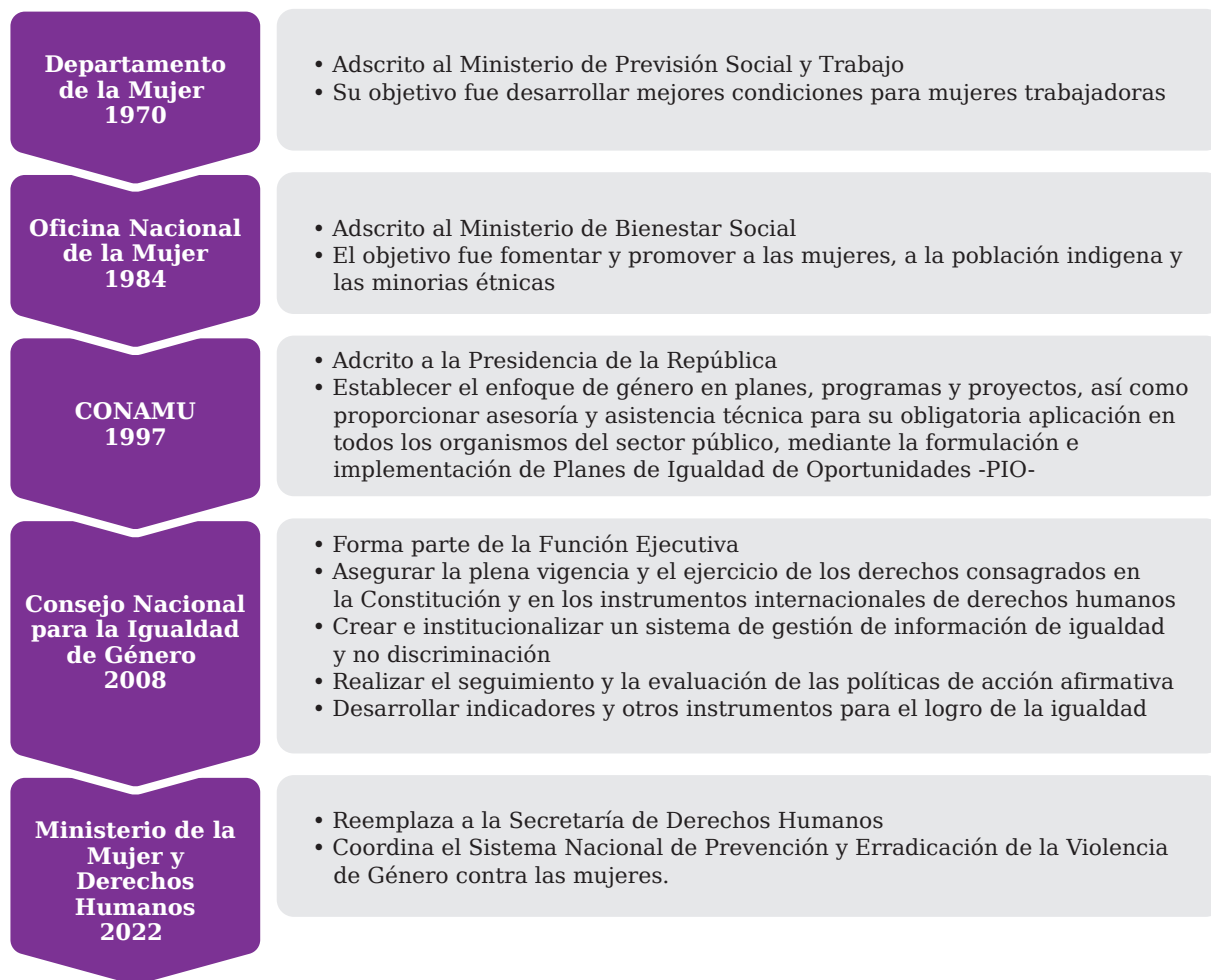 Departamento
de la Mujer
1970
• Adscrito al Ministerio de Previsión Social y Trabajo
• Su objetivo fue desarrollar mejores condiciones para mujeres trabajadoras
Oficina Nacional
de la Mujer
1984
• Adscrito al Ministerio de Bienestar Social
• El objetivo fue fomentar y promover a las mujeres, a la población indigena y
las minorias étnicas
CONAMU
1997
• Adcrito a la Presidencia de la República
• Establecer el enfoque de género en planes, programas y proyectos, así como
proporcionar asesoría y asistencia técnica para su obligatoria aplicación en
todos los organismos del sector público, mediante la formulación e
implementación de Planes de Igualdad de Oportunidades -PIO-
Consejo Nacional
para la Igualdad
de Género
2008
• Forma parte de la Función Ejecutiva
• Asegurar la plena vigencia y el ejercicio de los derechos consagrados en
la Constitución y en los instrumentos internacionales de derechos humanos
• Crear e institucionalizar un sistema de gestión de información de igualdad
y no discriminación
• Realizar el seguimiento y la evaluación de las políticas de acción afirmativa
• Desarrollar indicadores y otros instrumentos para el logro de la igualdad
Ministerio de la
Mujer y
Derechos
Humanos
2022
• Reemplaza a la Secretaría de Derechos Humanos
• Coordina el Sistema Nacional de Prevención y Erradicación de la Violencia
de Género contra las mujeres.